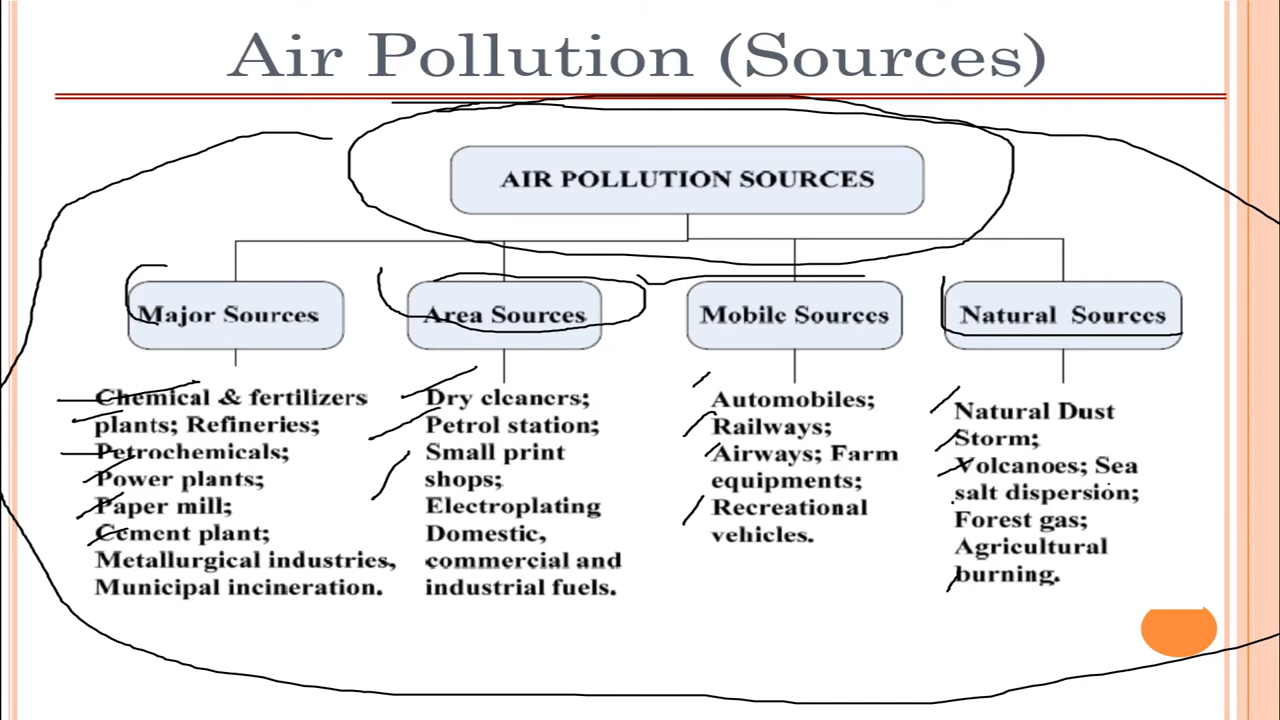 Air Pollution (Sources)
AIR POLLUTION SOURCES
Major Sources
Area Sources
Mobile Sources
Natural Sources
Chemical & fertilizers
plants; Refineries;
Petrochemicals;
Power plants;
Paper mill;
Cement plant;
Metallurgical industries,
Municipal incineration.
Dry cleaners;
Petrol station;
Small print
shops;
Electroplating
Domestic,
commercial and
industrial fuels.
Automobiles;
Railways;
Airways; Farm
equipments;
Recreational
vehicles.
Natural Dust
Storm;
Volcanoes; Sea
salt dispersion;
Forest gas;
Agricultural
burning.